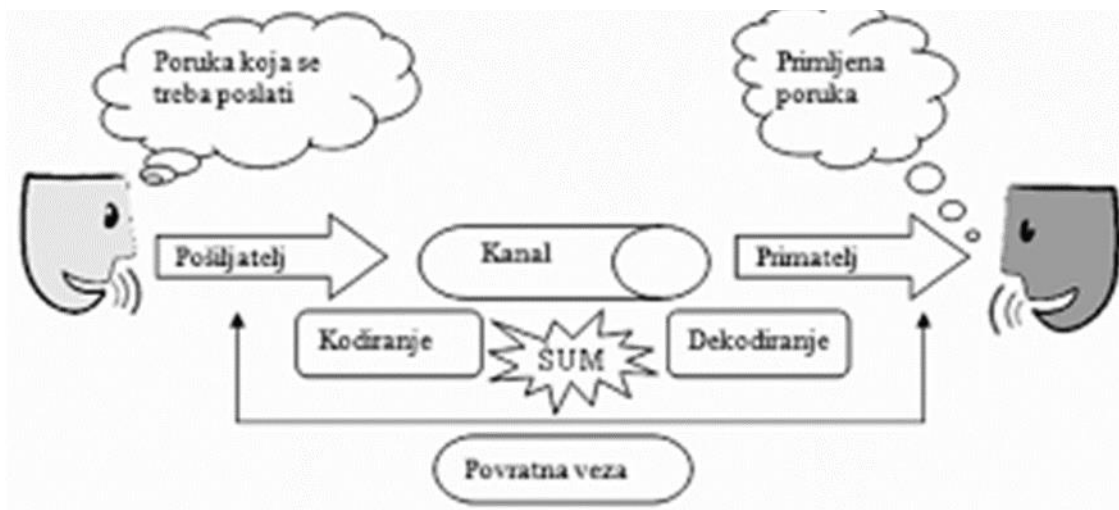 Poruka koja se
treba poslati
Primljena
poruka
Pošiljatelj
Kanal
Primatelj
Kodiranje
SUM
Dekodiranje
Povratna veza